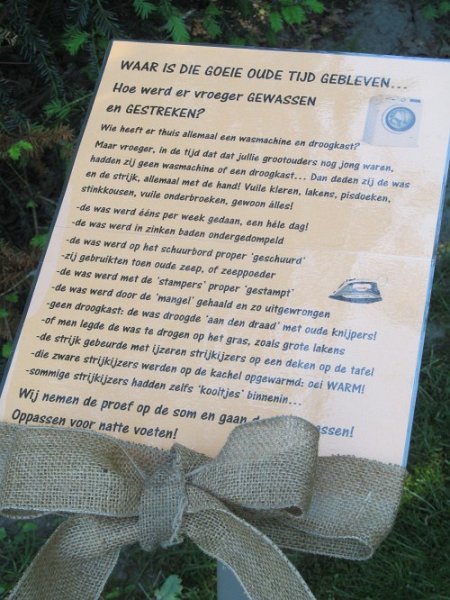 WAAR IS DIE GOEIE OUDE TIJD GEBLEVEN...
Hoe werd er vroeger GEWASSEN
en GESTREKEN?
Wie heeft er thuis allemaal een wasmachine en droogkast?
Maar vroeger, in de tijd dat dat jullie grootouders nog jong waren,
hadden zij geen wasmachine of een droogkast... Dan deden zij de was
en de strijk, allemaal met de hand! Vuile kleren, lakens, pisdoeken,
stinkkousen, vuile onderbroeken, gewoon álles!
-de was werd ééns per week gedaan, een héle dag!
-de was werd in zinken baden ondergedompeld
-de was werd op het schuurbord proper 'geschuurd'
-zij gebruikten toen oude zeep, of zeeppoeder
-de was werd met de 'stampers' proper 'gestampt'
-de was werd door de 'mangel' gehaald en zo uitgewrongen
-geen droogkast: de was droogde 'aan den draad' met oude knijpers!
-of men legde de was te drogen op het gras, zoals grote lakens
-de strijk gebeurde met ijzeren strijkijzers op een deken op de tafel
-die zware strijkijzers werden op de kachel opgewarmd: oei WARM!
-sommige strijkijzers hadden zelfs 'kooitjes' binnenin...
Wij nemen de proef op de som en gaan assen!
Oppassen voor natte voeten!